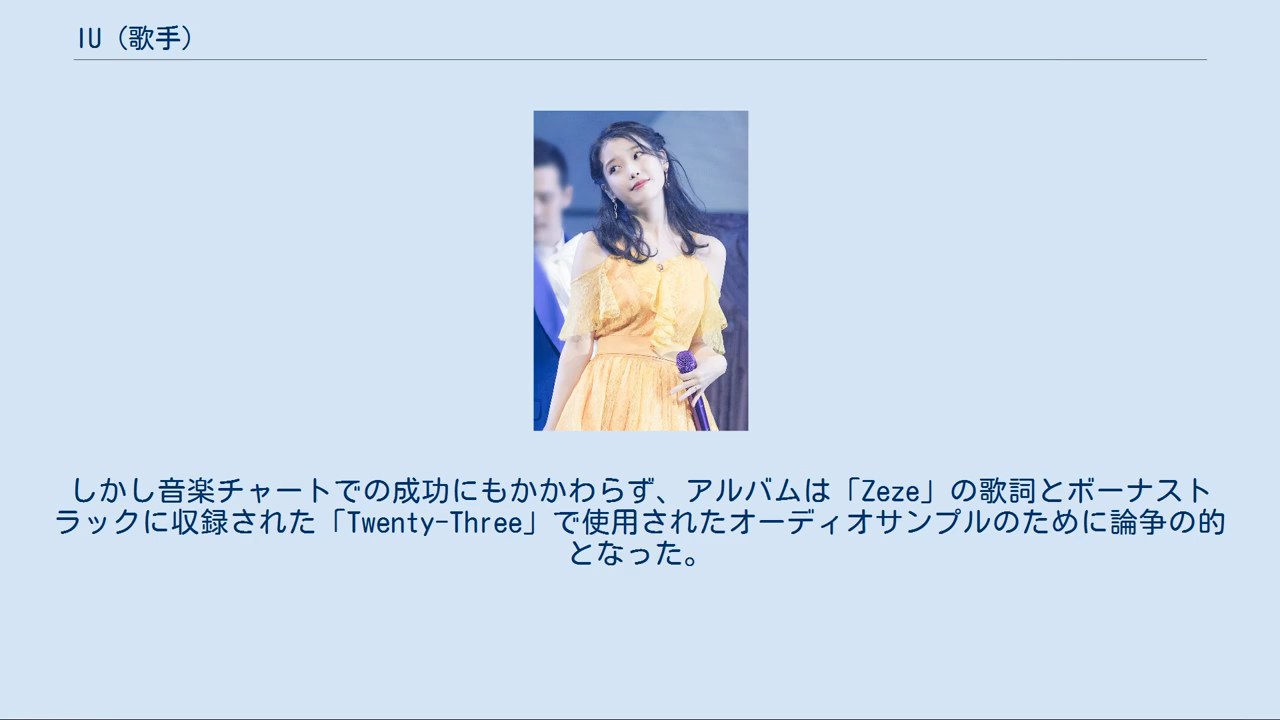 IU（歌手）
しかし音楽チャートでの成功にもかかわらず、アルバムは「Zeze」の歌詞とボーナスト
ラックに収録された「Twenty-Three」で使用されたオーディオサンプルのために論争の的
となった。